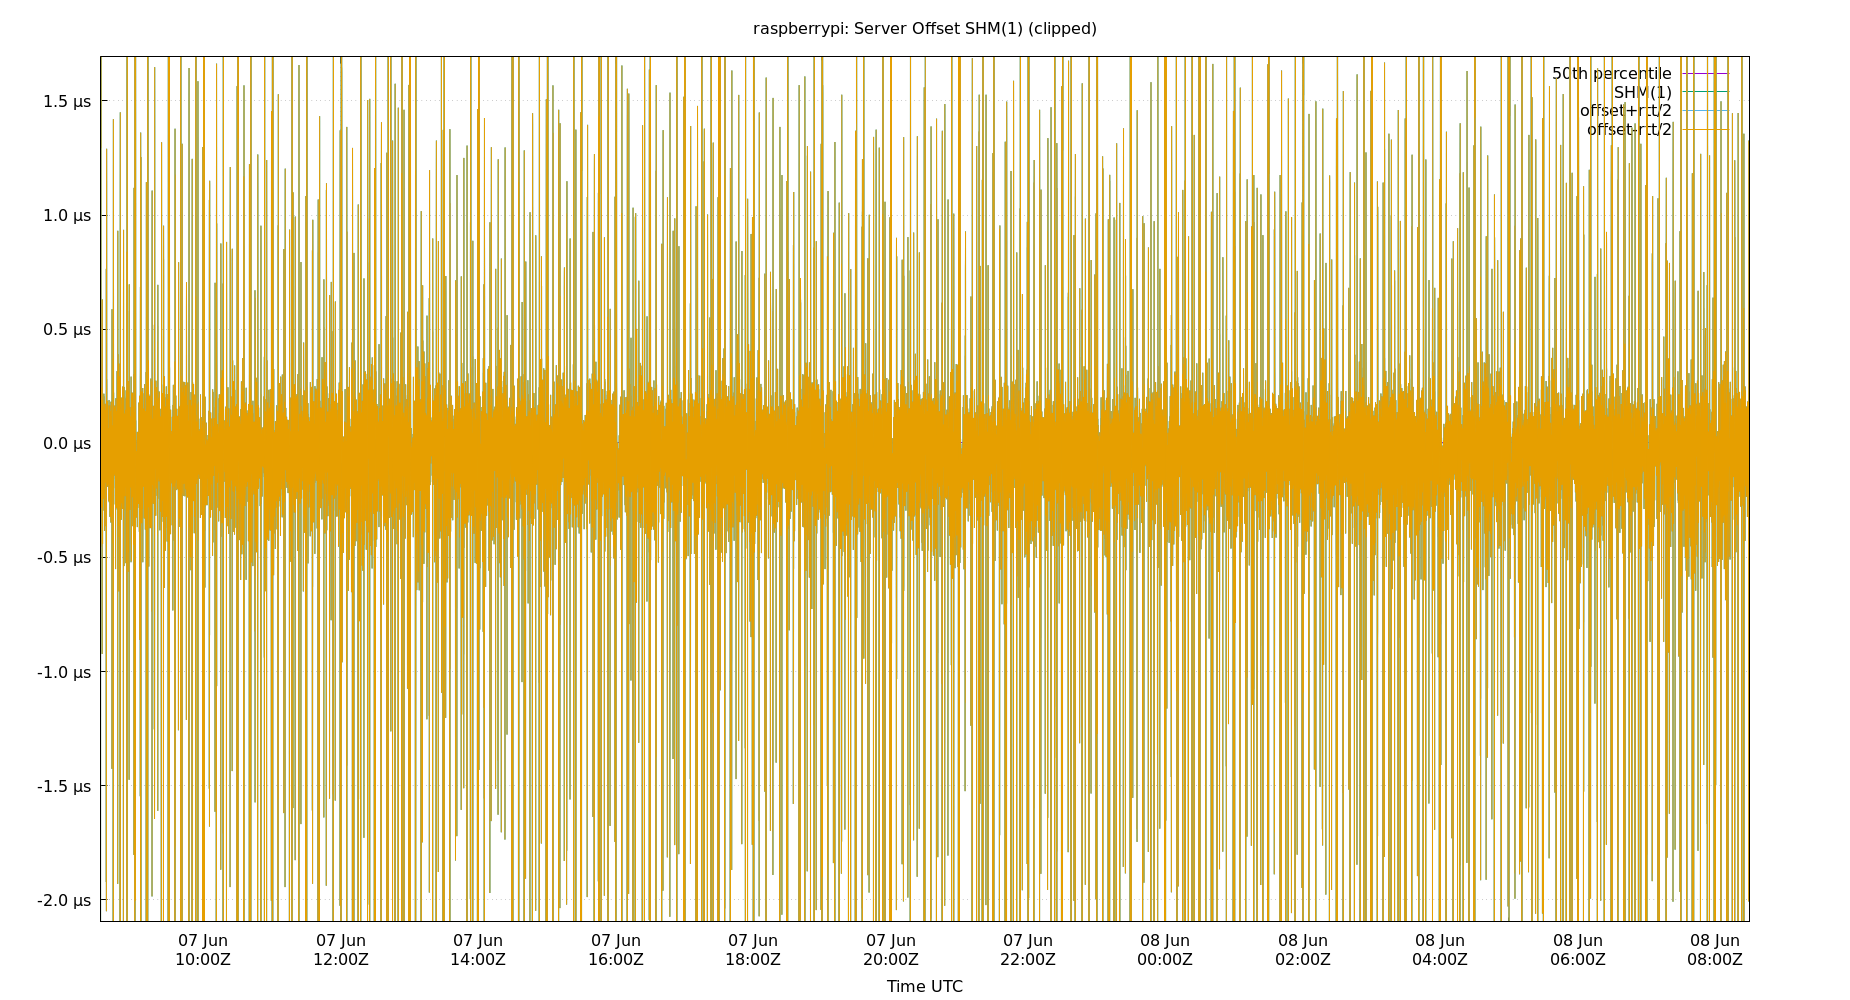 raspberrypi: Server Offset SHM(1) (clipped)
50th percentile
SHM(1)
offset+rtt/2
offset-rtt/2
1.5 µs
1.0 µs
0.5 µs
0.0 µs
-0.5 µs
-1.0 µs
-1.5 µs
-2.0 µs
07 Jun 07 Jun 07 Jun 07 Jun 07 Jun 07 Jun 07 Jun 08 Jun 08 Jun 08 Jun 08 Jun 08 Jun
10:00Z 12:00Z 14:00Z 16:00Z 18:00Z 20:00Z 22:00Z 00:00Z 02:00Z 04:00Z 06:00Z 08:00Z
Time UTC